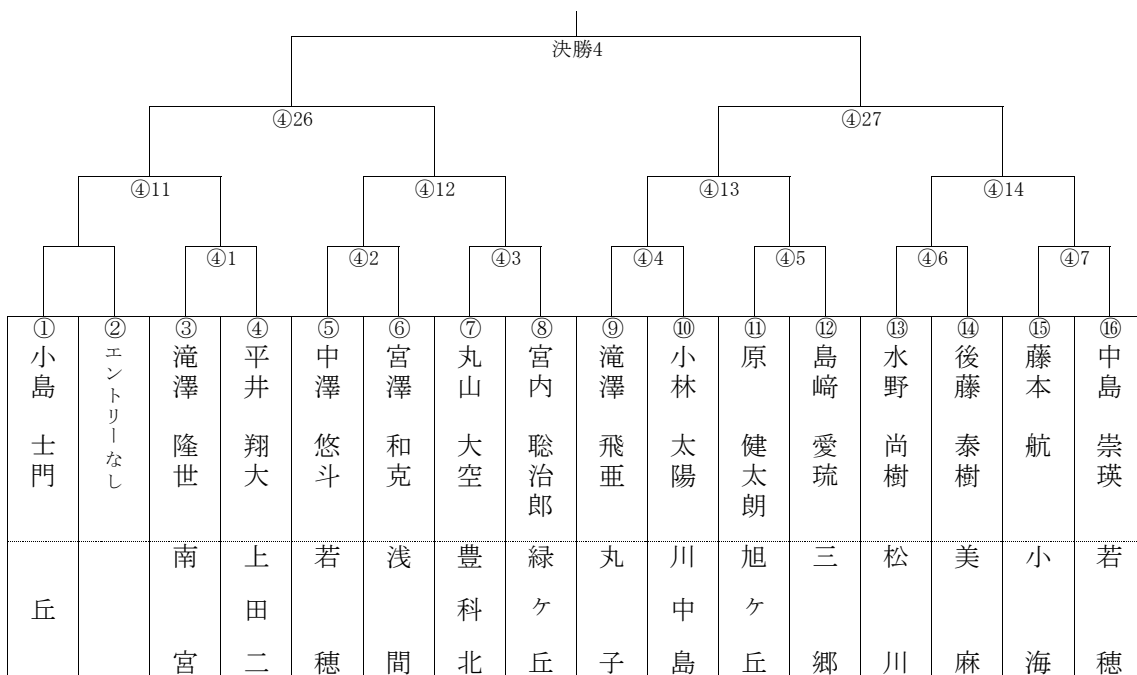 決勝4
④26
④27
④11
④12
④13
④14
④1
④2
④3
④4
④5
④6
④7
①
②
③
④
⑤
⑥
⑦
⑧
⑨
⑩
⑪
⑫
⑬
⑭
⑮
⑯
小島 士門
エントリーなし
滝澤 隆世
平井 翔大
中澤 悠斗
宮澤 和克
丸山 大空
宮内 聡治郎
滝澤 飛亜
小林 太陽
原 健太朗
島﨑 愛琉
水野 尚樹
後藤 泰樹
藤本 航
中島 崇瑛
丘
南宮
上田二
若穂
浅間
豊科北
緑ケ丘
丸子
川中島
旭ケ丘
三郷
松川
美麻
小海
若穂